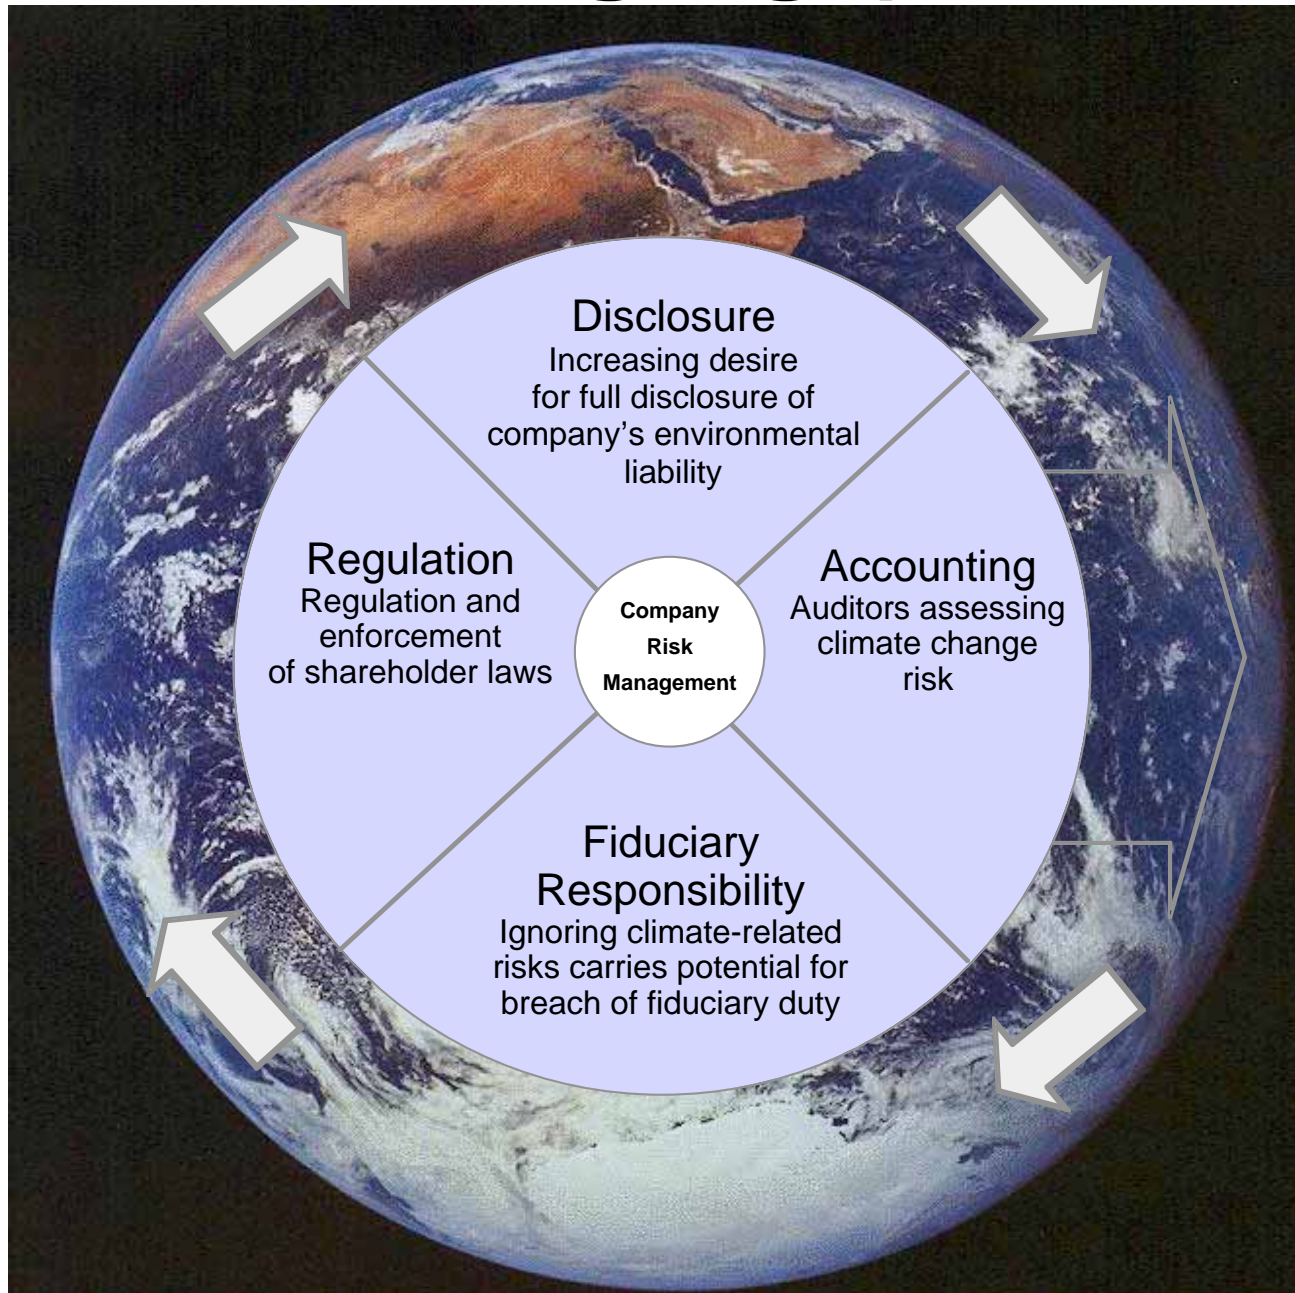 Disclosure
Increasing desire
for full disclosure of
company’s environmental
liability
Regulation
Regulation and
enforcement
of shareholder laws
Company
Risk
Management
Accounting
Auditors assessing
climate change
risk
Fiduciary
Responsibility
Ignoring climate-related
risks carries potential for
breach of fiduciary duty